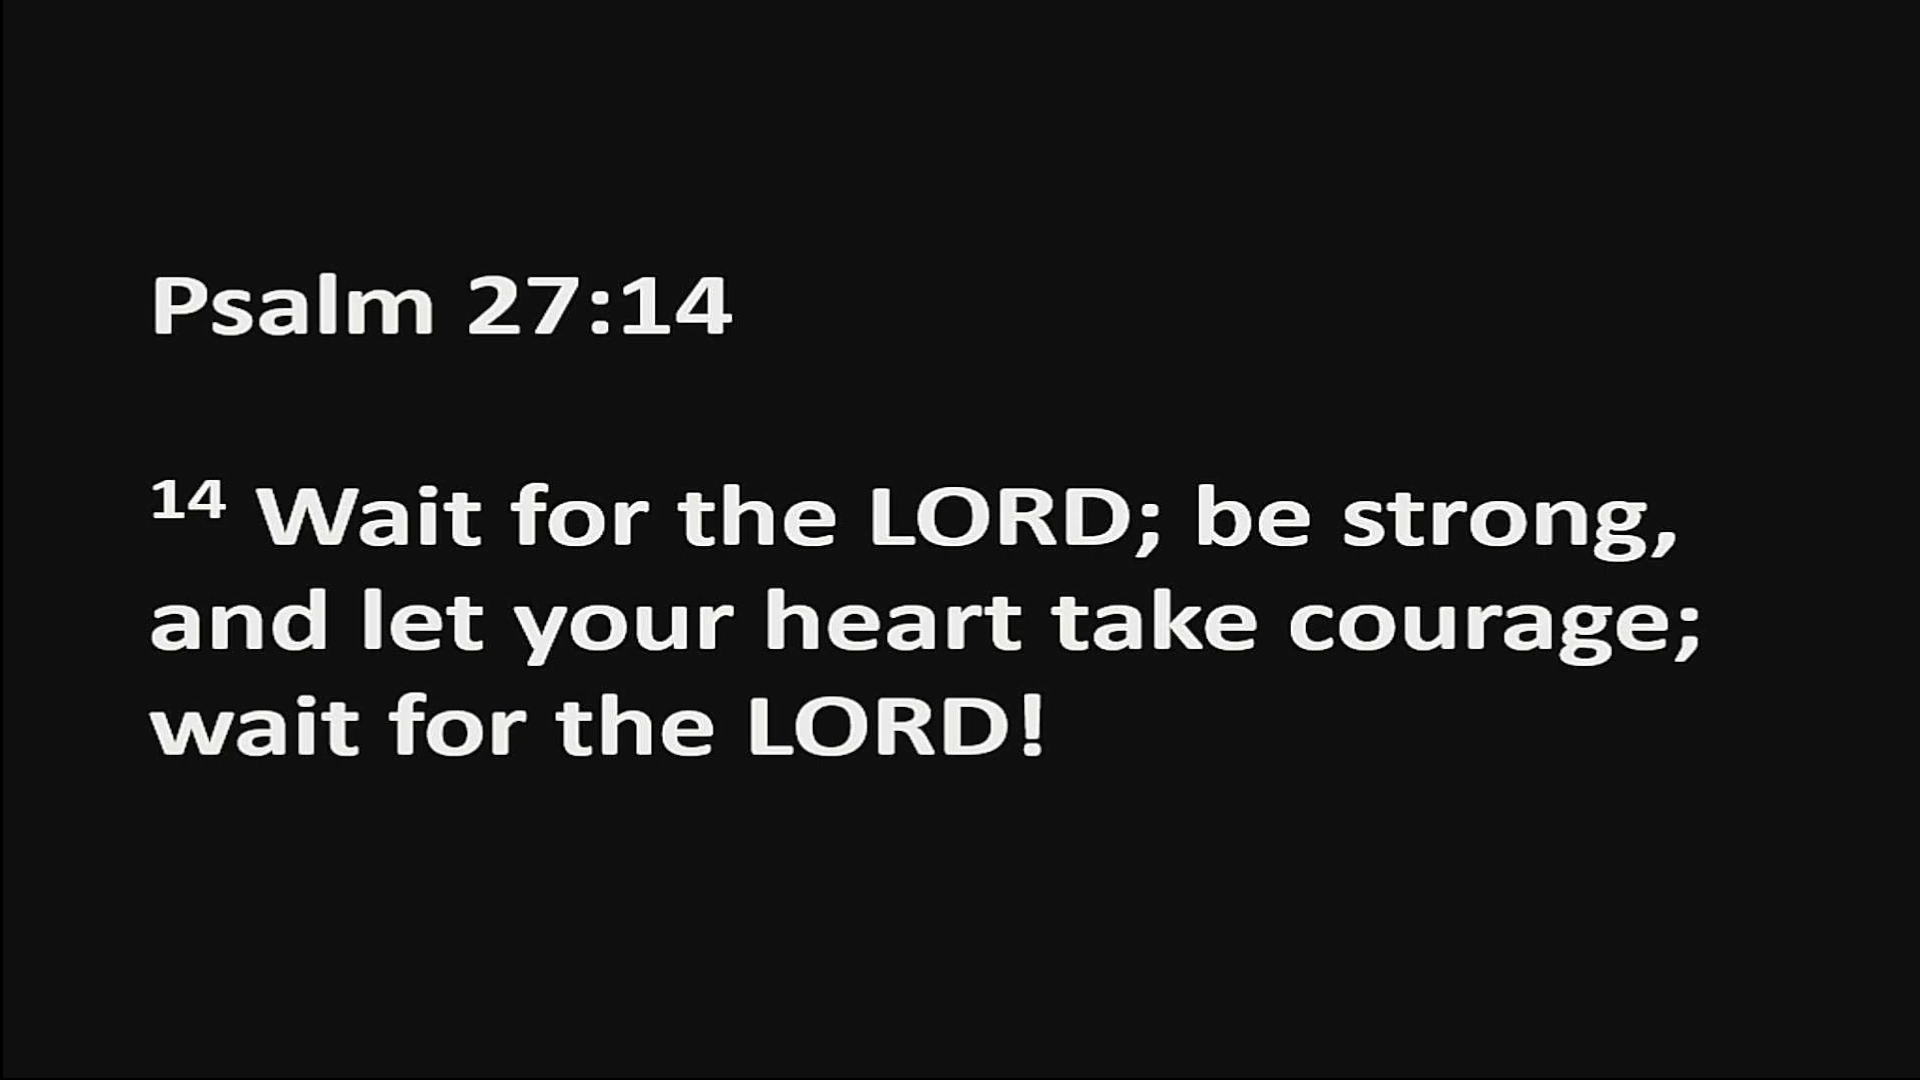 Psalm 27:14
14 Wait for the LORD; be strong,
and let your heart take courage;
wait for the LORD!